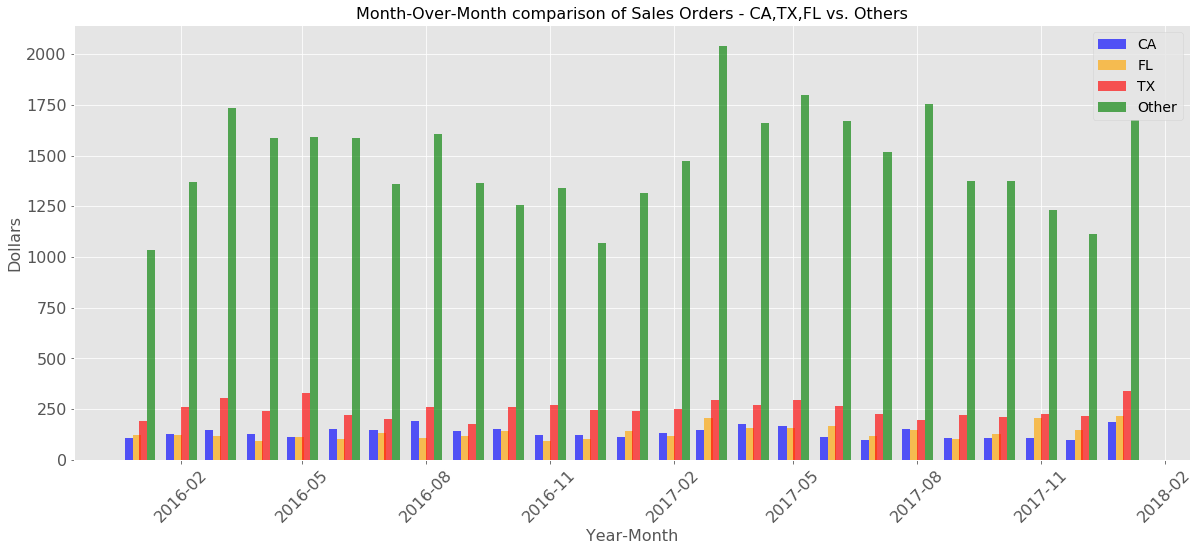 Month-Over-Month comparison of Sales Orders - CA,TX,FL vs. Others
CA
FL
TX
Other
Dollars
2000
1750
1500
1250
1000
750
500
250
0
2016-02
2016-05
2016-08
2016-11
2017-02
2017-05
2017-08
2017-11
2018-02
Year-Month